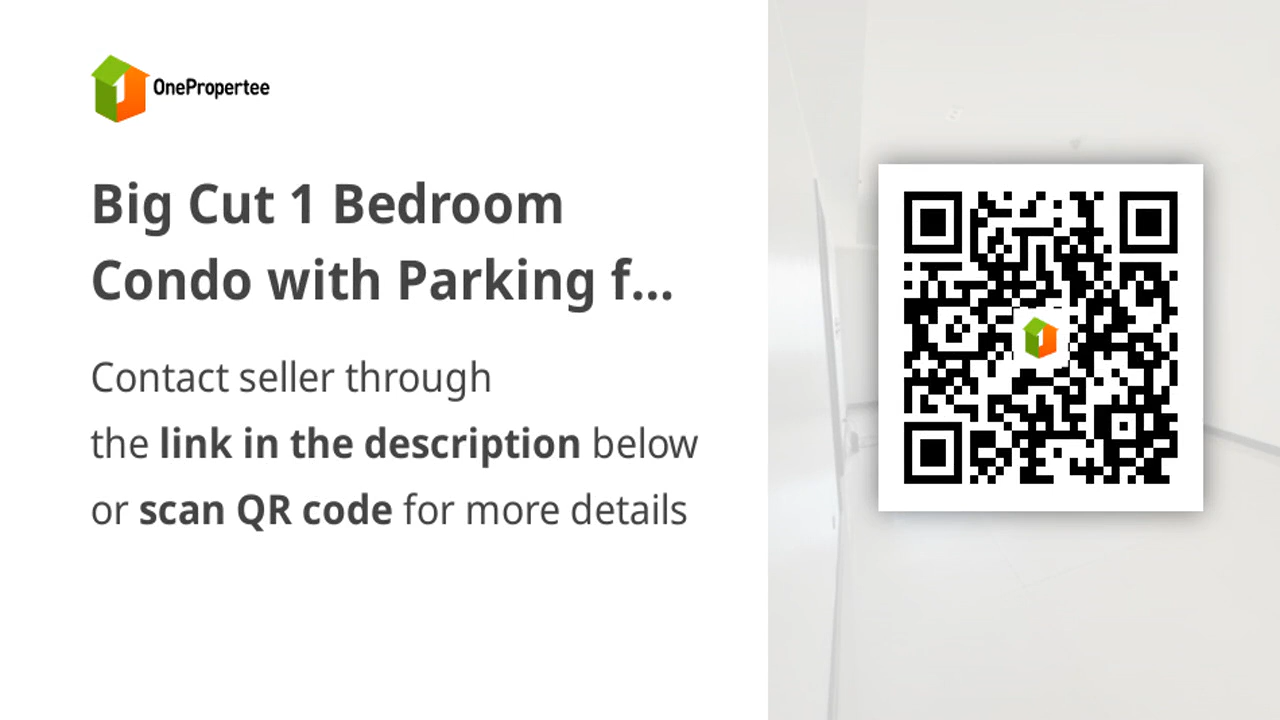 OnePropertee
Big Cut 1 Bedroom
Condo with Parking f...
Contact seller through
the link in the description below
or scan QR code for more details